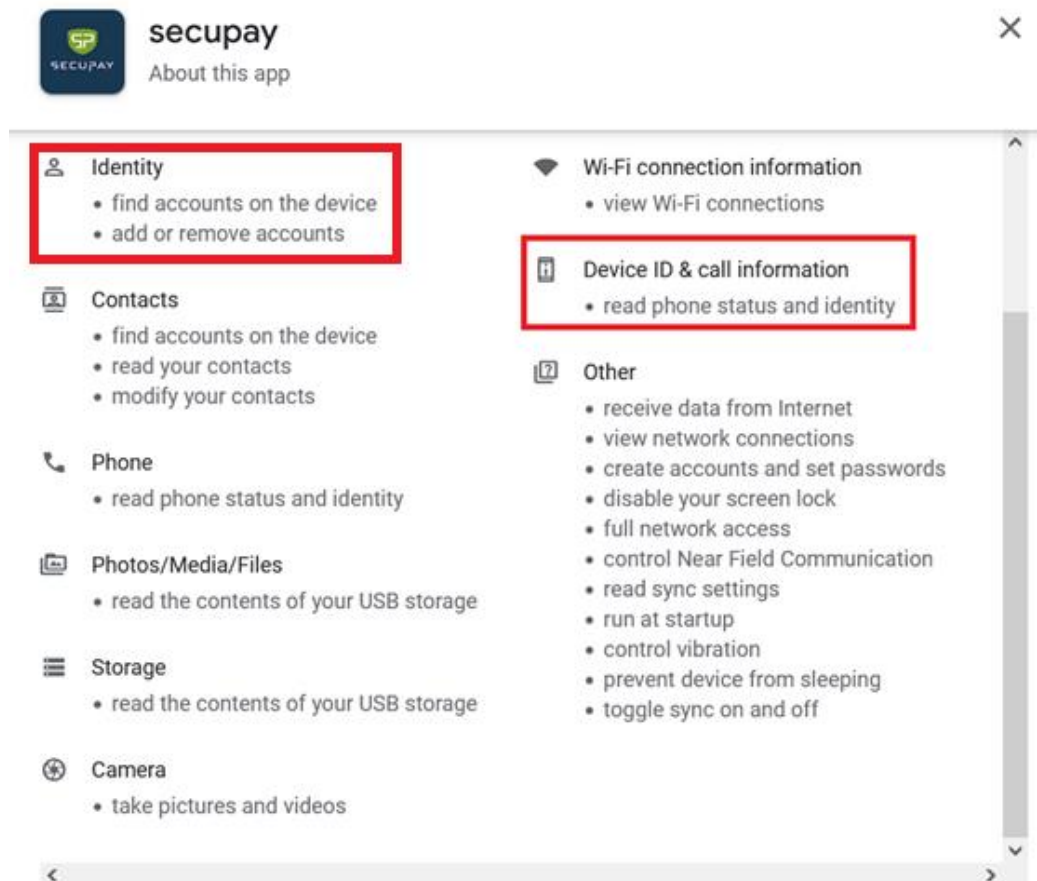 SP
SECUPAY
secupay
About this app
Identity
• find accounts on the device
• add or remove accounts
Contacts
• find accounts on the device
• read your contacts
• modify your contacts
Phone
• read phone status and identity
Photos/Media/Files
• read the contents of your USB storage
Storage
• read the contents of your USB storage
Camera
• take pictures and videos
Wi-Fi connection information
• view Wi-Fi connections
Device ID & call information
• read phone status and identity
Other
• receive data from Internet
• view network connections
• create accounts and set passwords
• disable your screen lock
• full network access
• control Near Field Communication
• read sync settings
• run at startup
• control vibration
• prevent device from sleeping
• toggle sync on and off